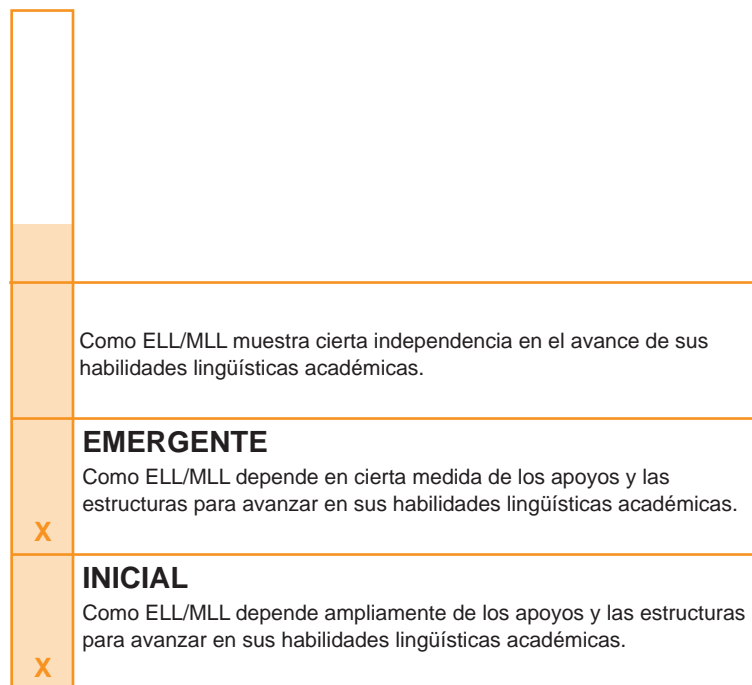 Como ELL/MLL muestra cierta independencia en el avance de sus
habilidades lingüísticas académicas.
EMERGENTE
Como ELL/MLL depende en cierta medida de los apoyos y las
estructuras para avanzar en sus habilidades lingüísticas académicas.
X
INICIAL
Como ELL/MLL depende ampliamente de los apoyos y las estructuras
para avanzar en sus habilidades lingüísticas académicas.
X